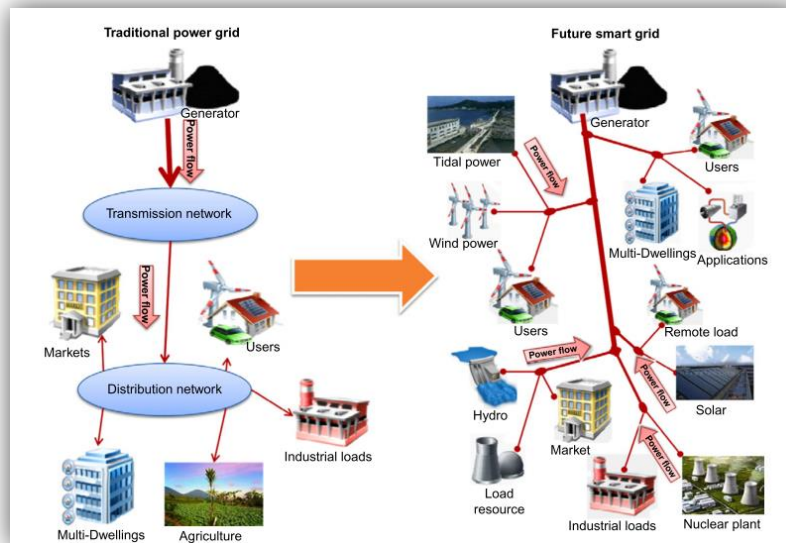 Traditional power grid
Generator
Power flow
Transmission network
Power flow
Markets
Users
Distribution network
Industrial loads
Multi-Dwellings
Agriculture
Future smart grid
Generator
Tidal power
Power flow
Users
Wind power
Multi-Dwellings
Applications
Users
Remote load
Power flow
Hydro
Power flow
Solar
Market
Load
resource
Power flow
Industrial loads
Nuclear plant